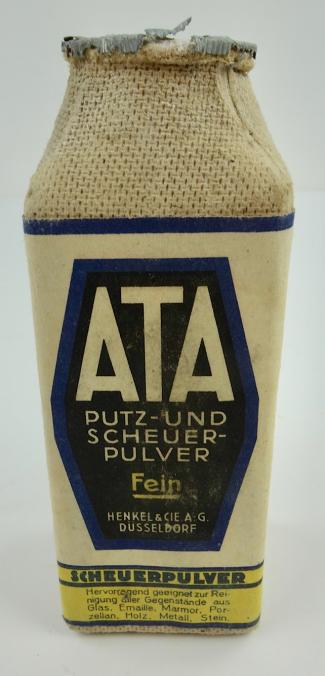 ATA
PUTZ-UND
SCHEUER-
PULVER
Fein
HENKEL & CIE A-G.
DÜSSELDORF
SCHEUERPULVER
Hervorragend geeignet zur Rei-
nigung aller Gegenstände aus
Glas, Emaille, Marmor, Por-
zellan, Holz, Metall, Stein.